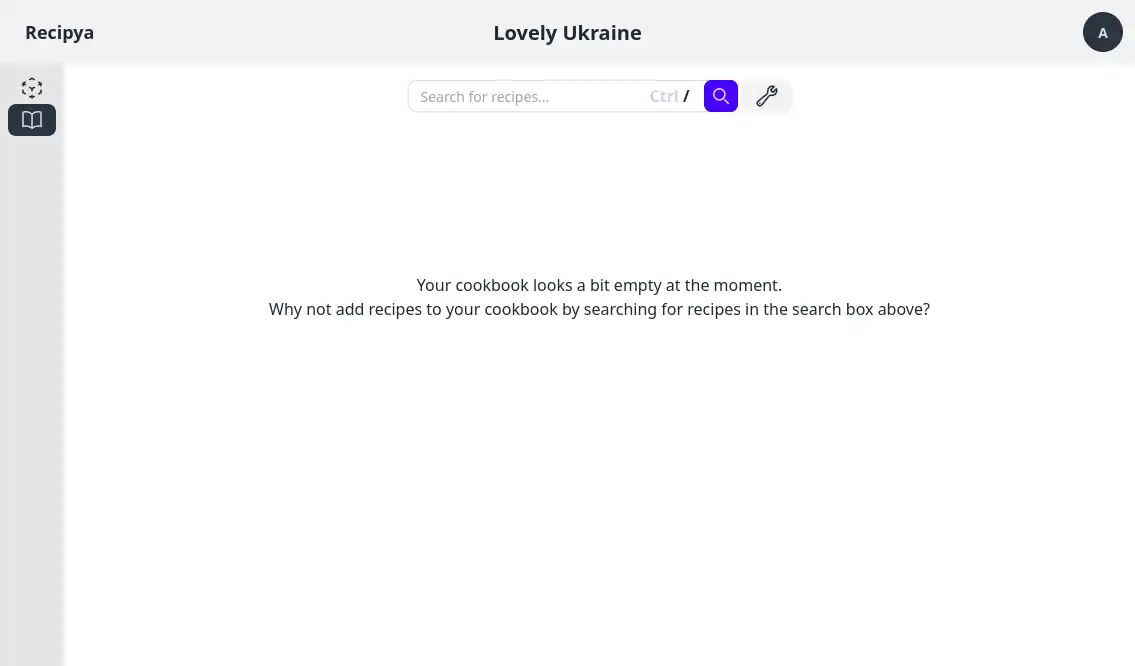 Recipya
Lovely Ukraine
A
Search for recipes...
Ctrl /
Your cookbook looks a bit empty at the moment.
Why not add recipes to your cookbook by searching for recipes in the search box above?